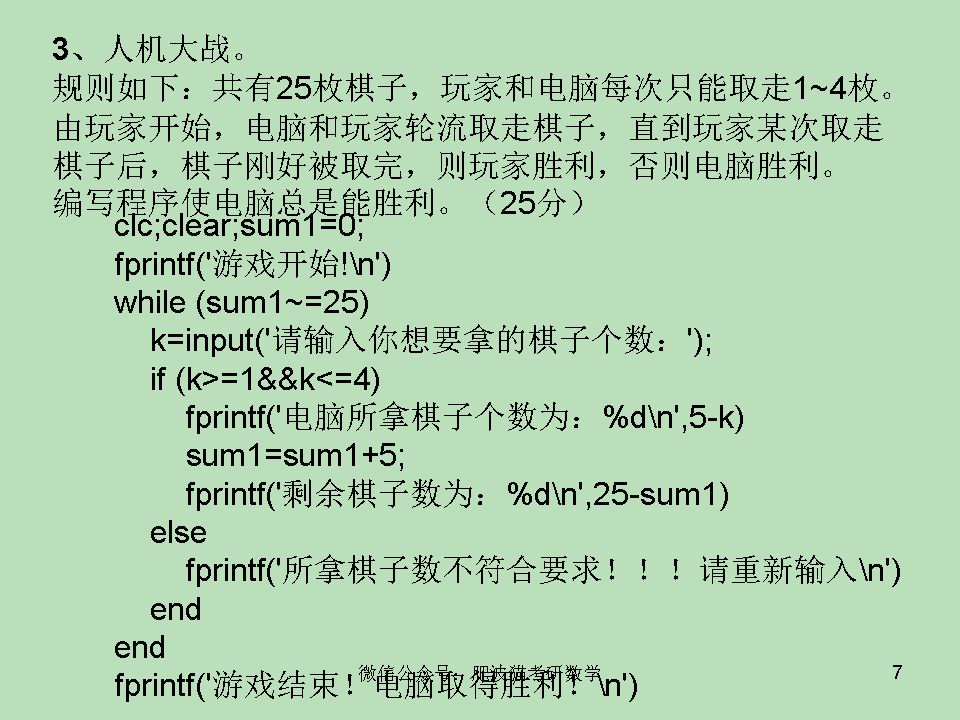 3、人机大战。
规则如下：共有25枚棋子，玩家和电脑每次只能取走1~4枚。
由玩家开始，电脑和玩家轮流取走棋子，直到玩家某次取走
棋子后，棋子刚好被取完，则玩家胜利，否则电脑胜利。
编写程序使电脑总是能胜利。（25分）
clc;clear;sum1=0;
fprintf('游戏开始!\n')
while (sum1~=25)
k=input('请输入你想要拿的棋子个数：');
if (k>=1&&k<=4)
fprintf('电脑所拿棋子个数为：%d\n',5-k)
sum1=sum1+5;
fprintf('剩余棋子数为：%d\n',25-sum1)
else
fprintf('所拿棋子数不符合要求！！！请重新输入\n')
end
end
微信公众号：肥波猫考研数学
7
fprintf('游戏结束！电脑取得胜利！\n')